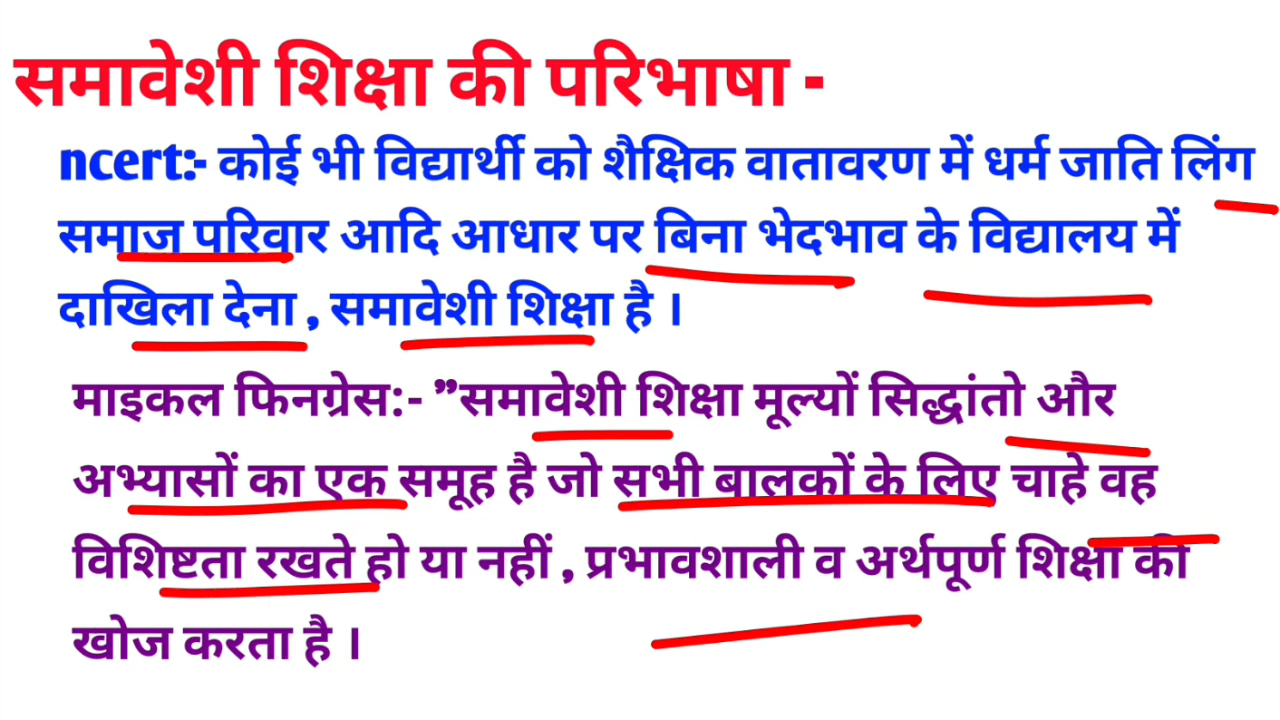 समावेशी शिक्षा की परिभाषा -
ncert:- कोई भी विद्यार्थी को शैक्षिक वातावरण में धर्म जाति लिंग
समाज परिवार आदि आधार पर बिना भेदभाव के विद्यालय में
दाखिला देना , समावेशी शिक्षा है ।
माइकल फिनग्रेस:- ”समावेशी शिक्षा मूल्यों सिद्धांतो और
अभ्यासों का एक समूह है जो सभी बालकों के लिए चाहे वह
विशिष्टता रखते हो या नहीं , प्रभावशाली व अर्थपूर्ण शिक्षा की
खोज करता है ।